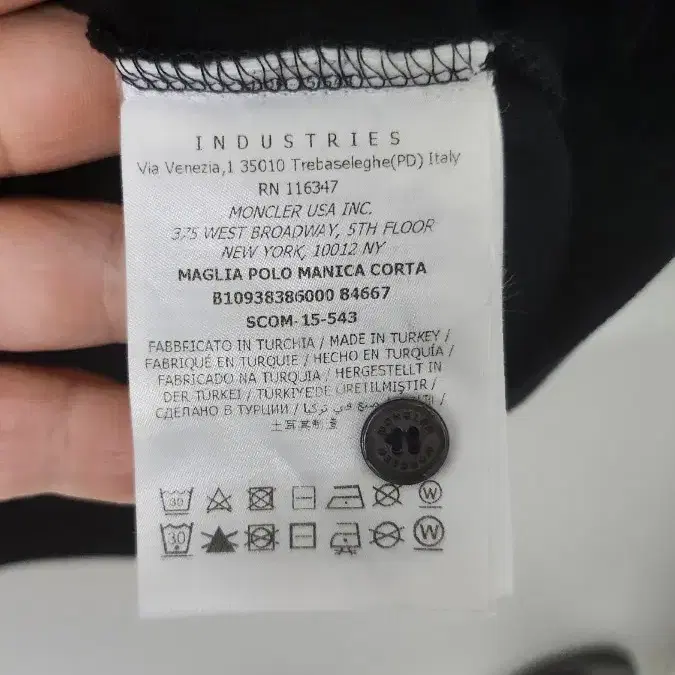 INDUSTRIES
Via Venezia,1 35010 Trebaseleghe(PD) Italy
RN 116347
MONCLER USA INC.
375 WEST BROADWAY, 5TH FLOOR
NEW YORK, 10012 NY
MAGLIA POLO MANICA CORTA
B10938386000 84667
SCOM-15-543
FABBRICATO IN TURCHIA / MADE IN TURKEY /
FABRIQUÉ EN TURQUIE / HECHO EN TURQUÍA /
FABRICADO NA TURQUIA / HERGESTELLT IN
DER TÜRKEI / TÜRKIYE'DE ÜRETILMIŞTIR /
СДЕЛАНО В ТУРЦИИ / في تركيا /
土耳其制
MONCLER
30 W
30 W